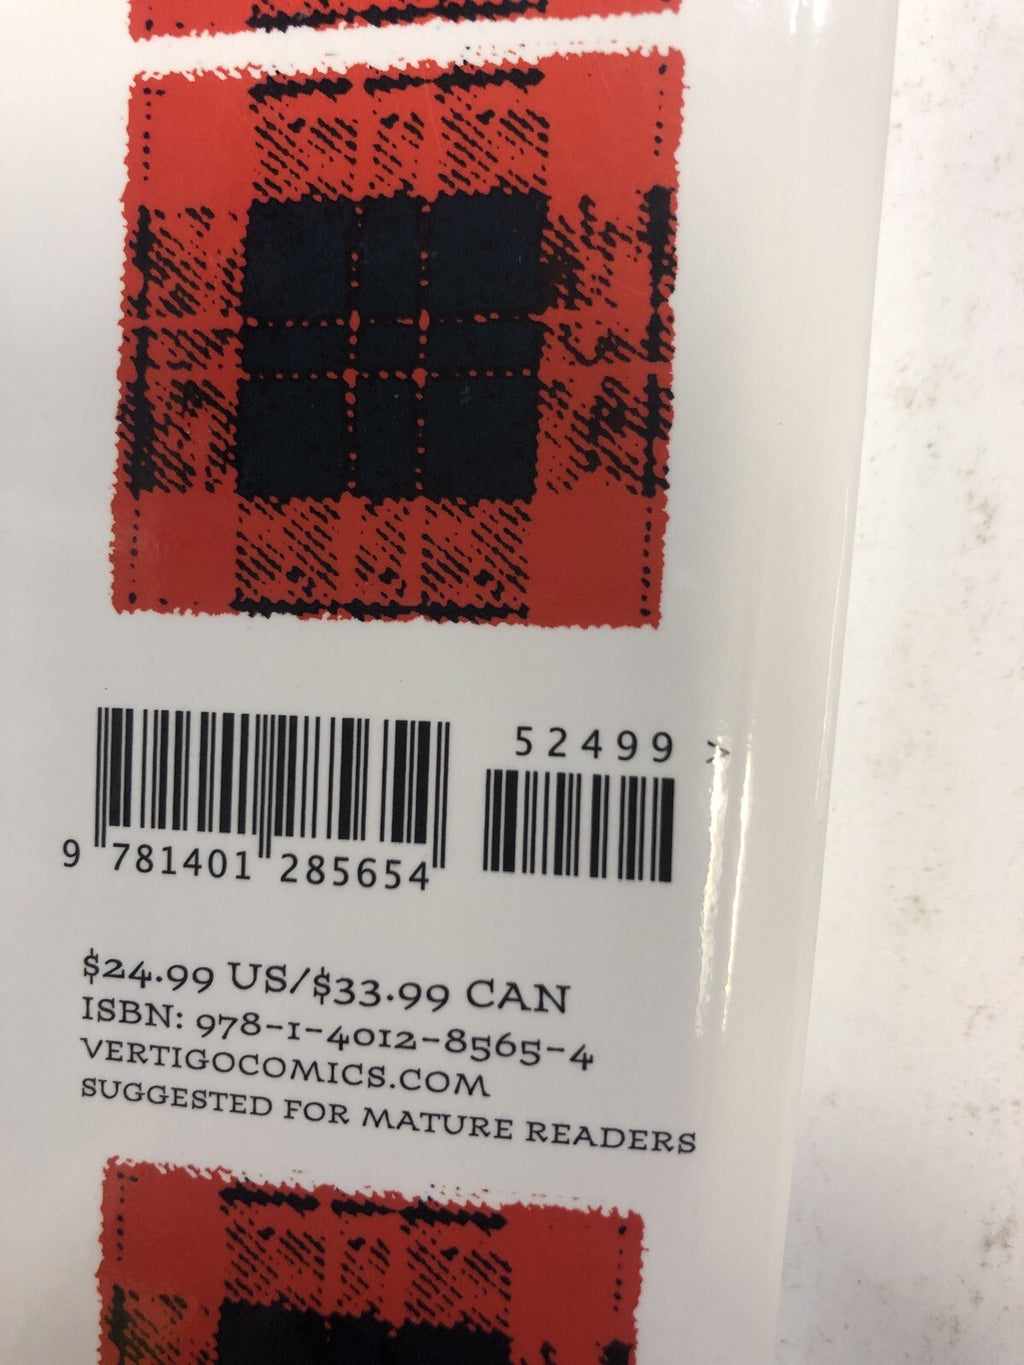 52499 >
9 781401 285654
$24.99 US/$33.99 CAN
ISBN: 978-1-4012-8565-4
VERTIGOCOMICS.COM
SUGGESTED FOR MATURE READERS